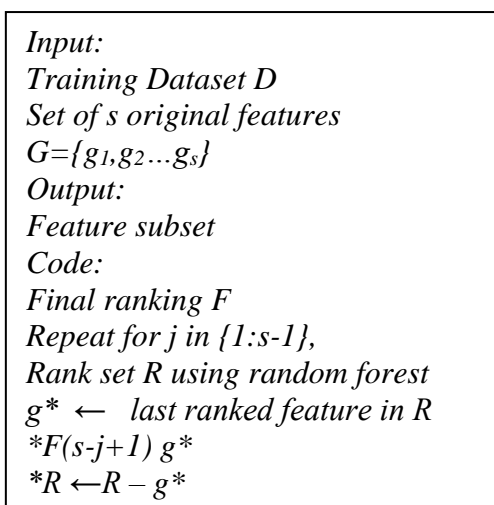 Input:
Training Dataset D
Set of s original features
G={g1,g2...gs}
Output:
Feature subset
Code:
Final ranking F
Repeat for j in {1:s-1},
Rank set R using random forest
g* ← last ranked feature in R
*F(s-j+1) g*
*R ←R – g*